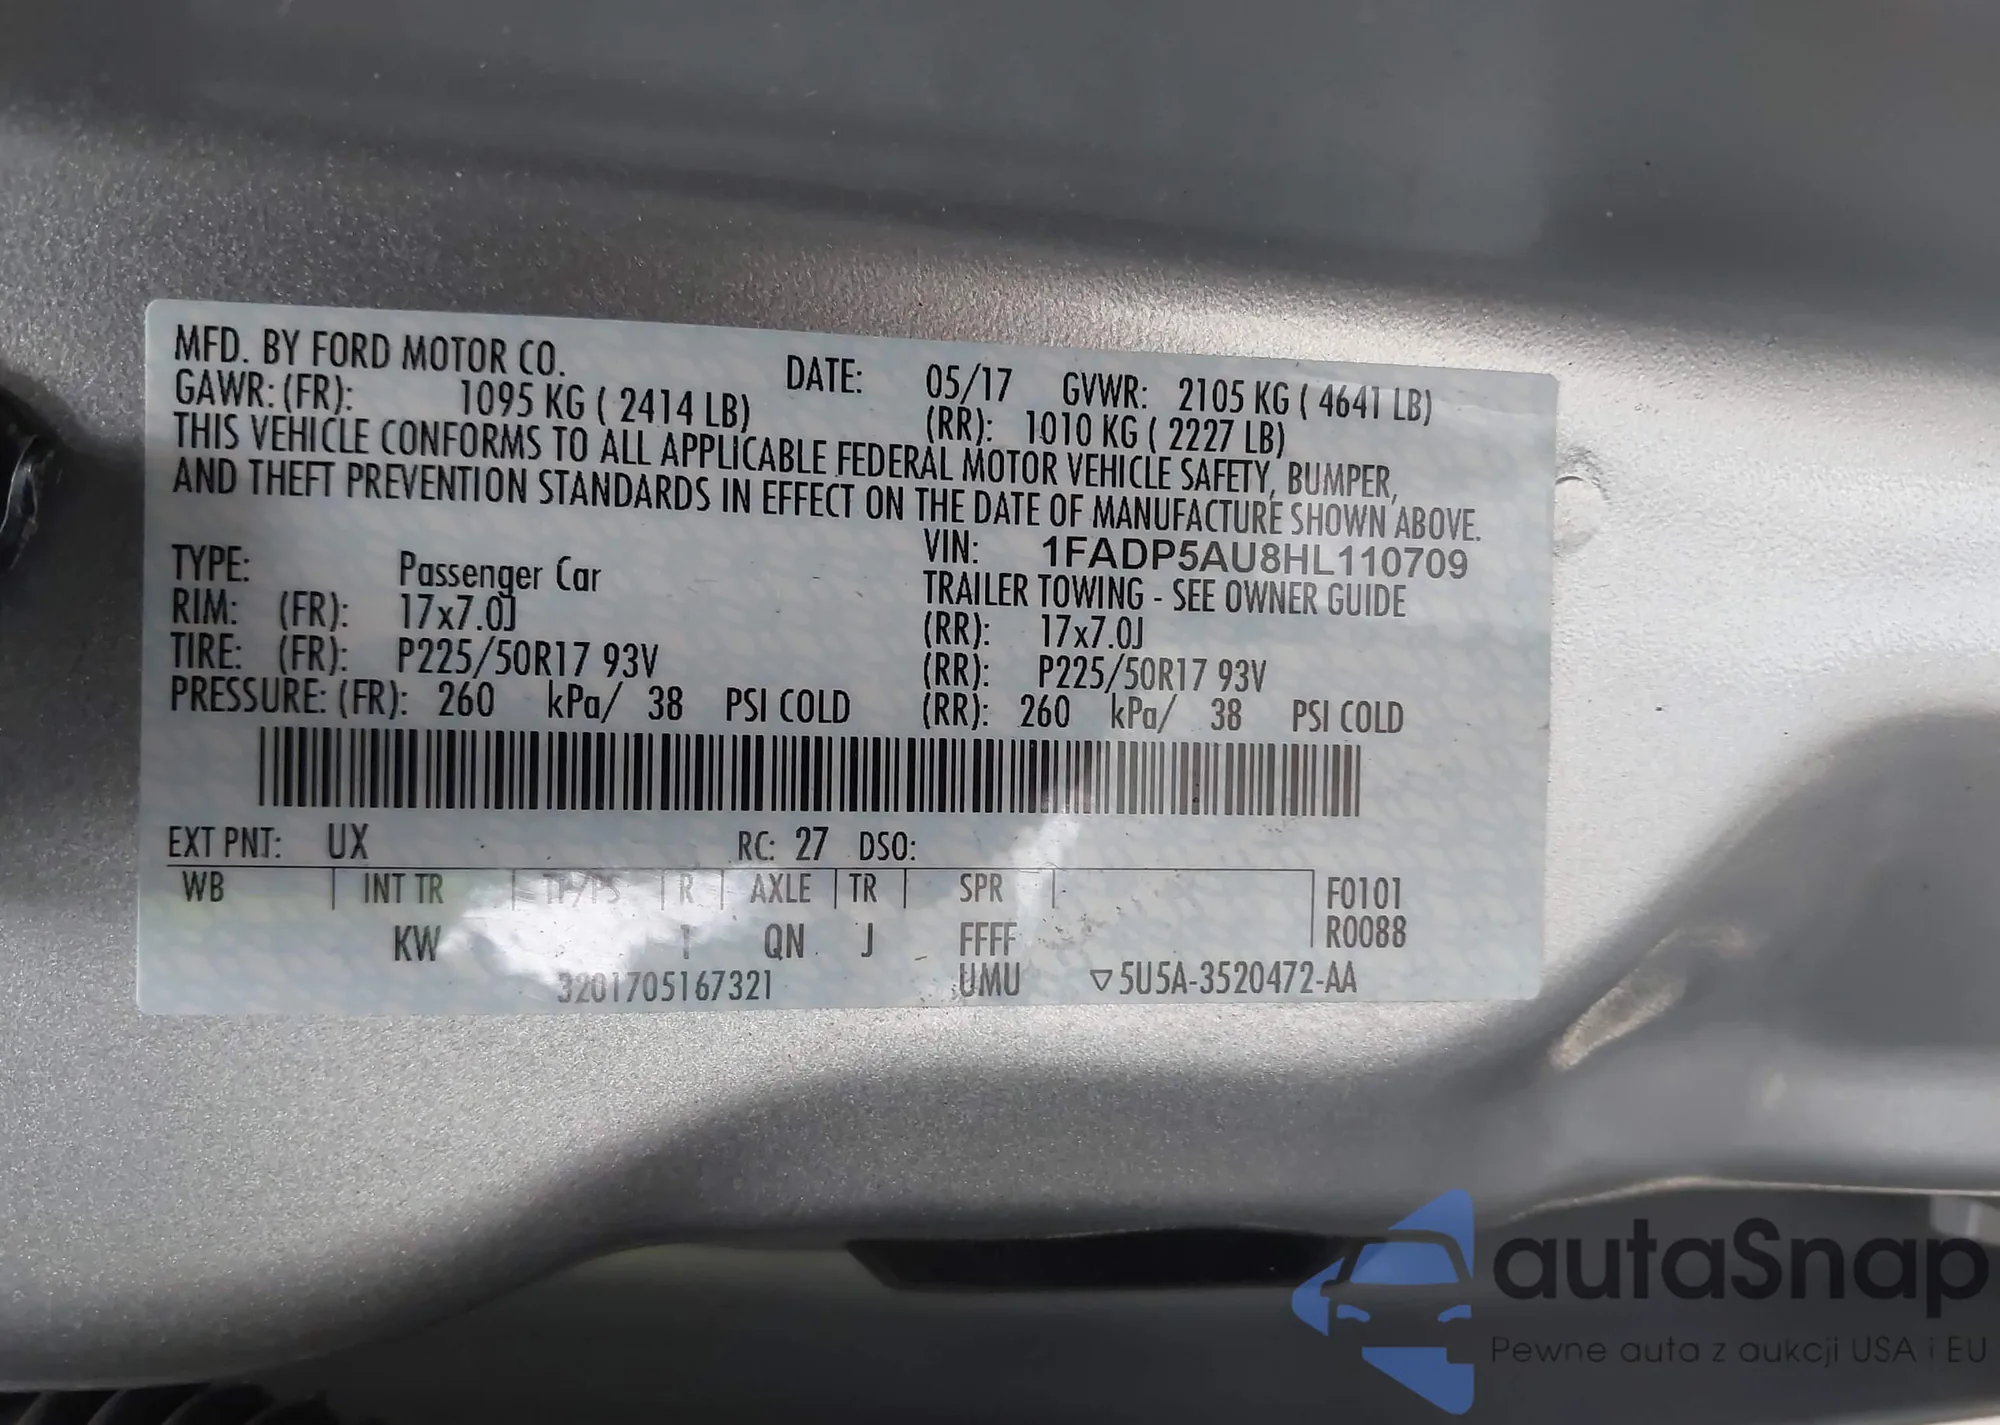 MFD. BY FORD MOTOR CO. DATE: 05/17 GVWR: 2105 KG ( 4641 LB)
GAWR: (FR): 1095 KG ( 2414 LB) (RR): 1010 KG ( 2227 LB)
THIS VEHICLE CONFORMS TO ALL APPLICABLE FEDERAL MOTOR VEHICLE SAFETY, BUMPER,
AND THEFT PREVENTION STANDARDS IN EFFECT ON THE DATE OF MANUFACTURE SHOWN ABOVE.
VIN: 1FADP5AU8HL110709
TYPE: Passenger Car TRAILER TOWING - SEE OWNER GUIDE
RIM: (FR): 17x7.0J (RR): 17x7.0J
TIRE: (FR): P225/50R17 93V (RR): P225/50R17 93V
PRESSURE: (FR): 260 kPa/ 38 PSI COLD (RR): 260 kPa/ 38 PSI COLD
EXT PNT: UX RC: 27 DSO:
WB INT TR TP/PS R AXLE TR SPR F0101
KW T QN J FFFF R0088
3201705167321 UMU ▽5U5A-3520472-AA
autaSnap
Pewne auta z aukcji USA i EU